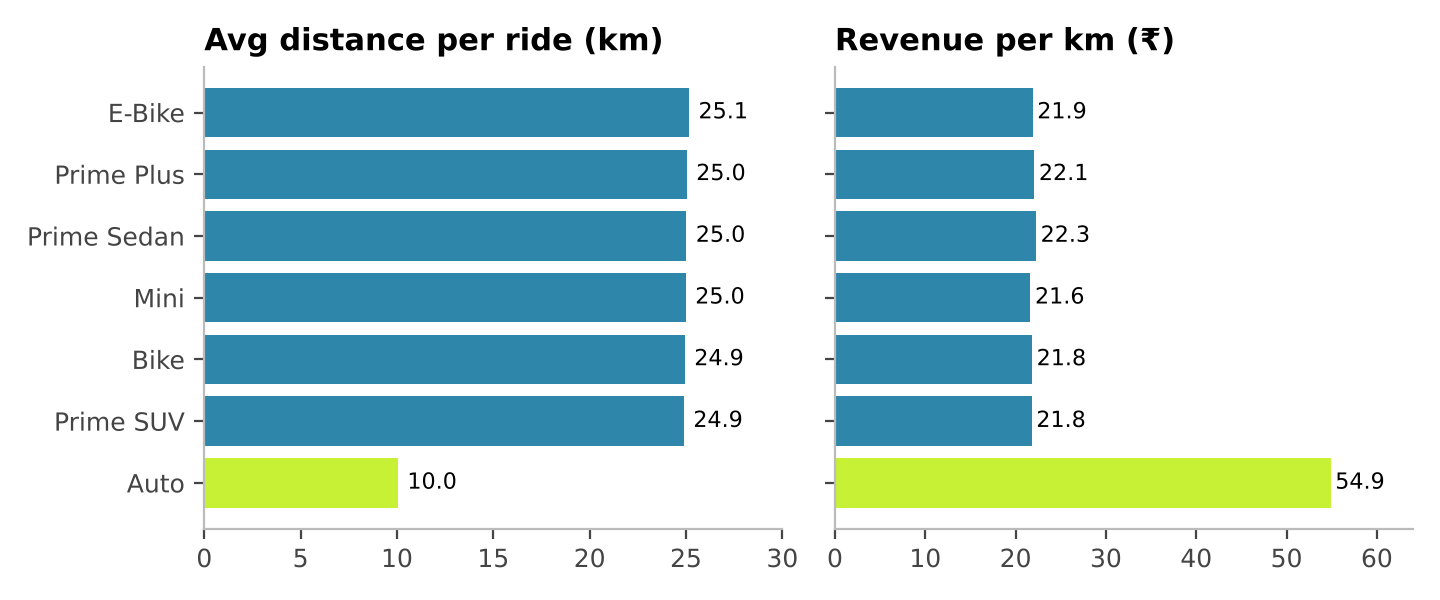 Avg distance per ride (km)
E-Bike 25.1
Prime Plus 25.0
Prime Sedan 25.0
Mini 25.0
Bike 24.9
Prime SUV 24.9
Auto 10.0
0 5 10 15 20 25 30
Revenue per km (₹)
21.9
22.1
22.3
21.6
21.8
21.8
54.9
0 10 20 30 40 50 60